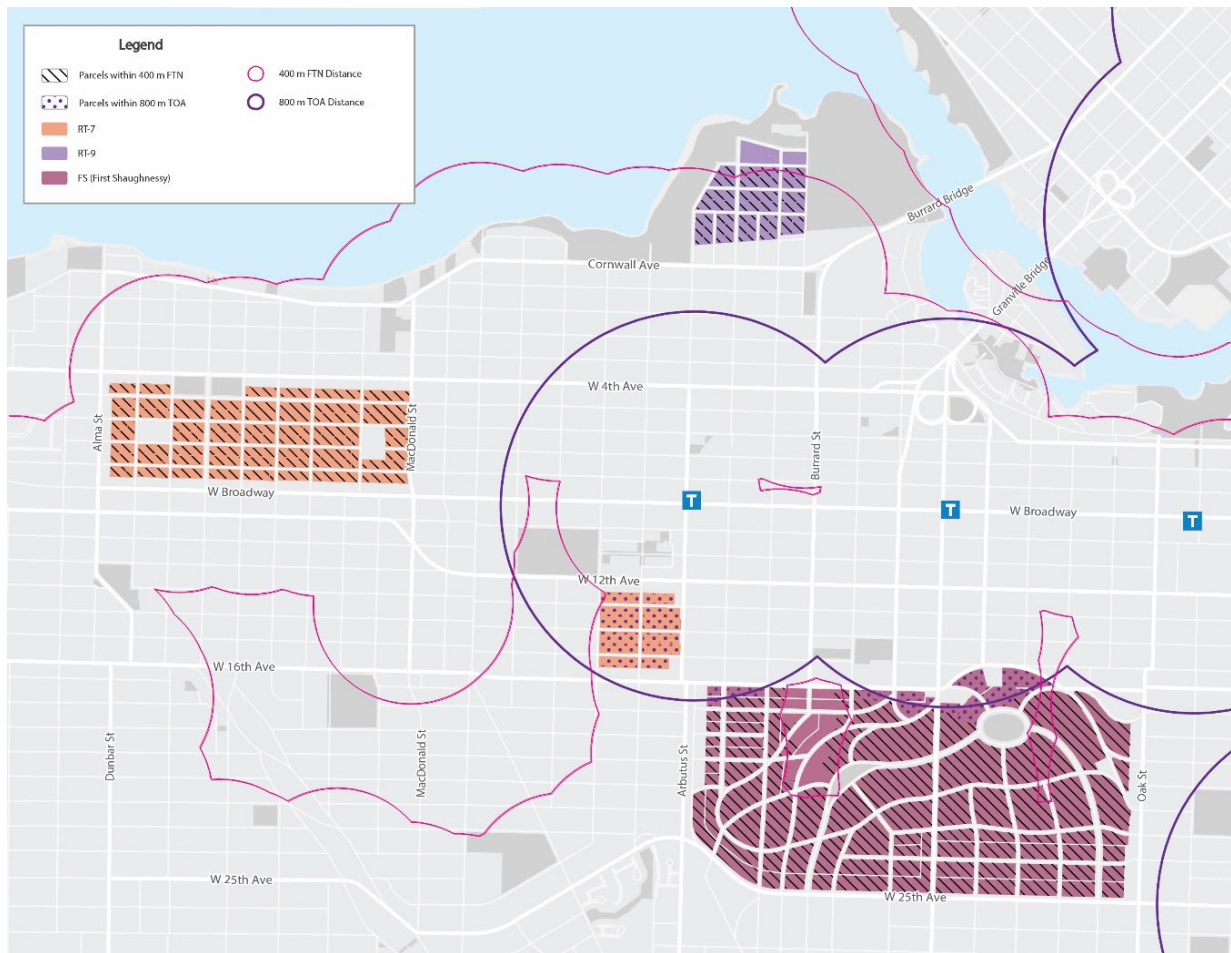 Legend
Parcels within 400 m FTN
400 m FTN Distance
Parcels within 800 m TOA
800 m TOA Distance
RT-7
RT-9
FS (First Shaughnessy)
Burrard Bridge
Cornwall Ave
Granville Bridge
W 4th Ave
Alma St
MacDonald St
Burrard St
W Broadway
T
T
W Broadway
T
W 12th Ave
W 16th Ave
Dunbar St
MacDonald St
Arbutus St
Oak St
W 25th Ave
W 25th Ave